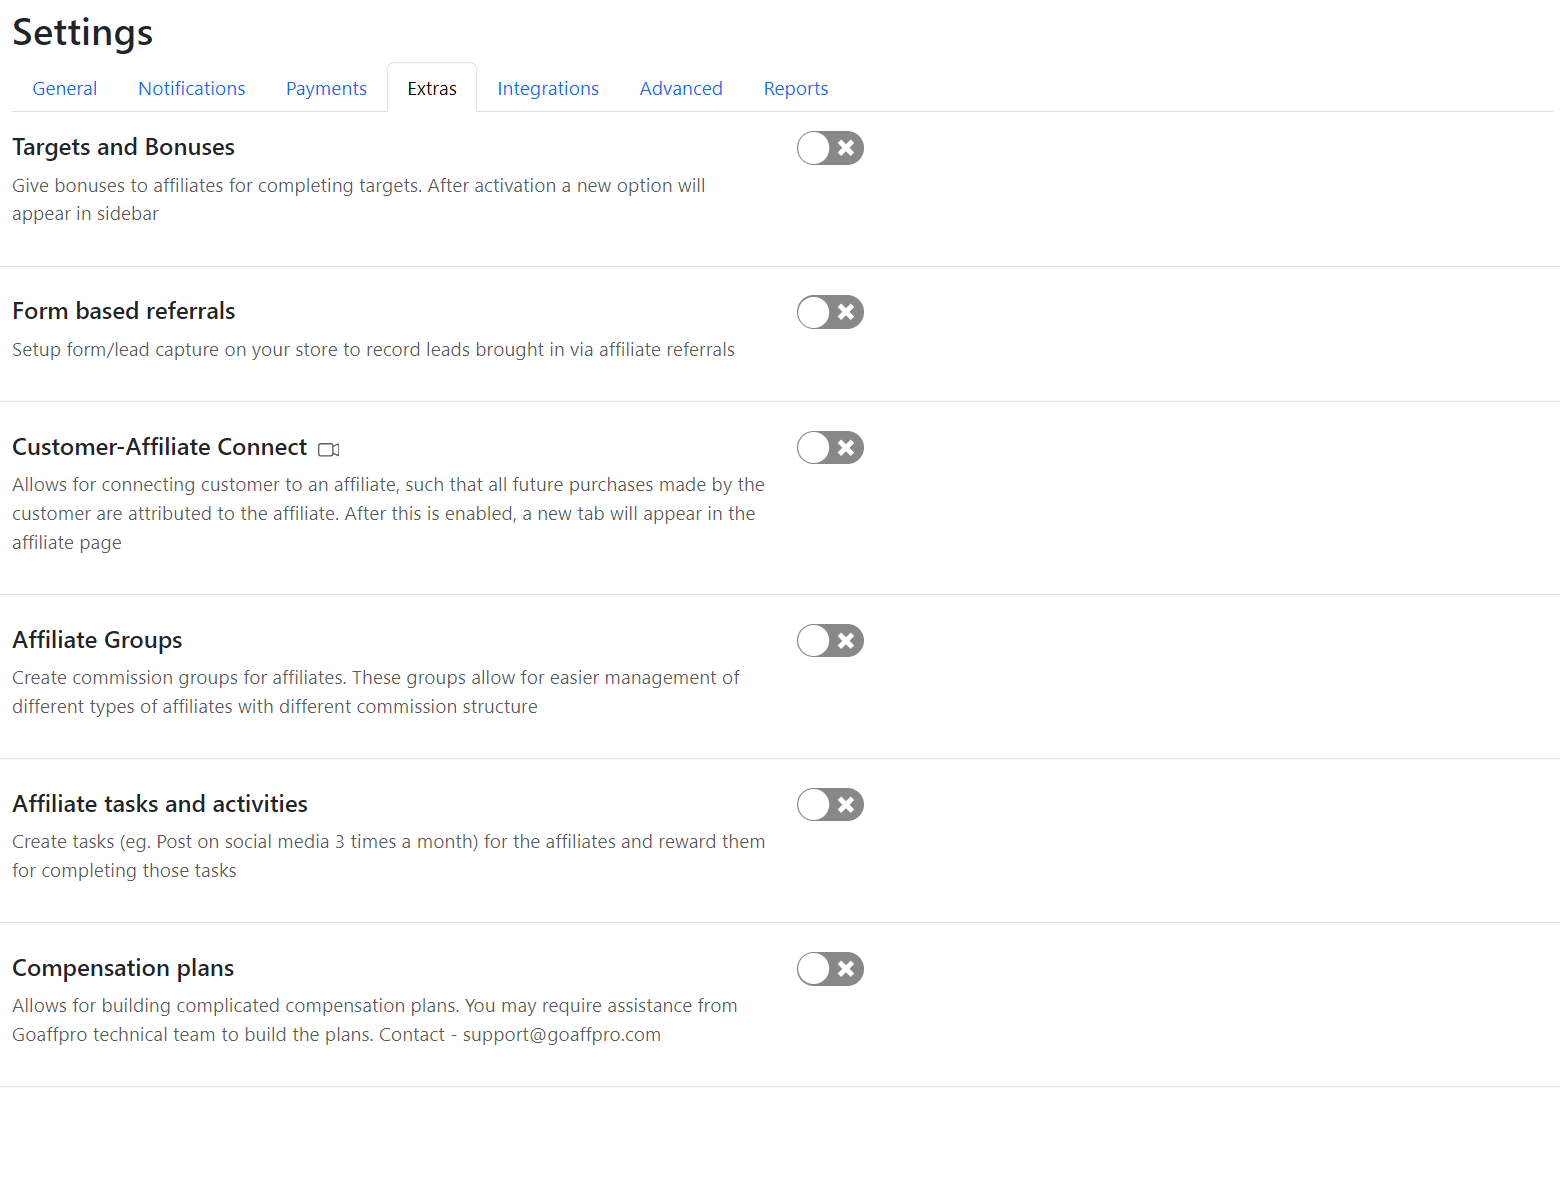 Settings
General Notifications Payments Extras Integrations Advanced Reports
Targets and Bonuses
Give bonuses to affiliates for completing targets. After activation a new option will
appear in sidebar
Form based referrals
Setup form/lead capture on your store to record leads brought in via affiliate referrals
Customer-Affiliate Connect
Allows for connecting customer to an affiliate, such that all future purchases made by the
customer are attributed to the affiliate. After this is enabled, a new tab will appear in the
affiliate page
Affiliate Groups
Create commission groups for affiliates. These groups allow for easier management of
different types of affiliates with different commission structure
Affiliate tasks and activities
Create tasks (eg. Post on social media 3 times a month) for the affiliates and reward them
for completing those tasks
Compensation plans
Allows for building complicated compensation plans. You may require assistance from
Goaffpro technical team to build the plans. Contact - support@goaffpro.com